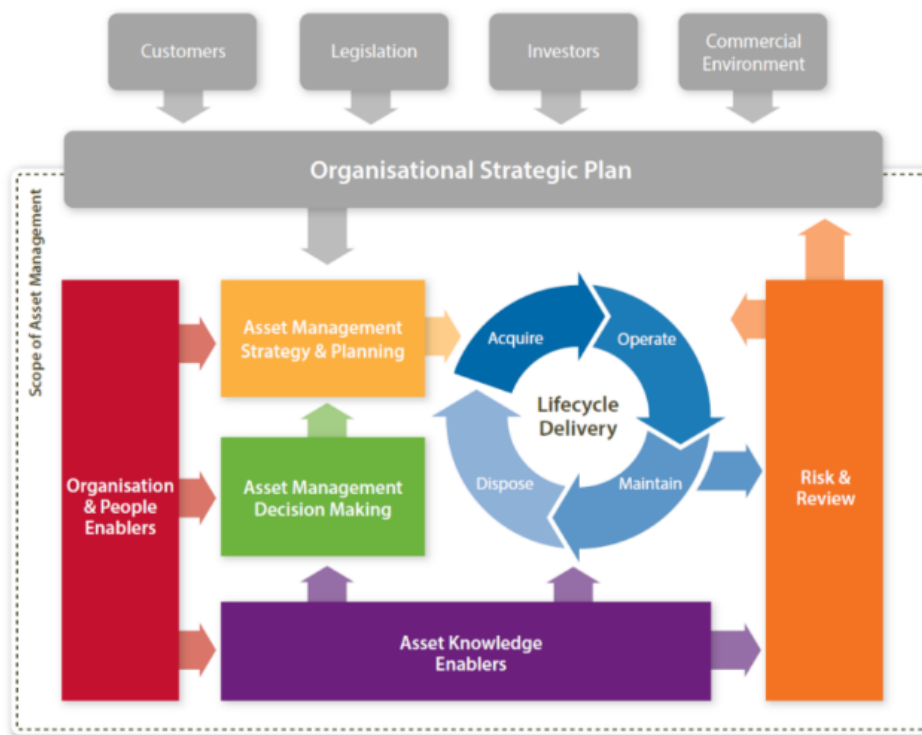 Customers
Legislation
Investors
Commercial
Environment
Organisational Strategic Plan
Scope of Asset Management
Asset Management
Strategy & Planning
Acquire
Operate
Lifecycle
Delivery
Organisation
& People
Enablers
Asset Management
Decision Making
Dispose
Maintain
Risk &
Review
Asset Knowledge
Enablers